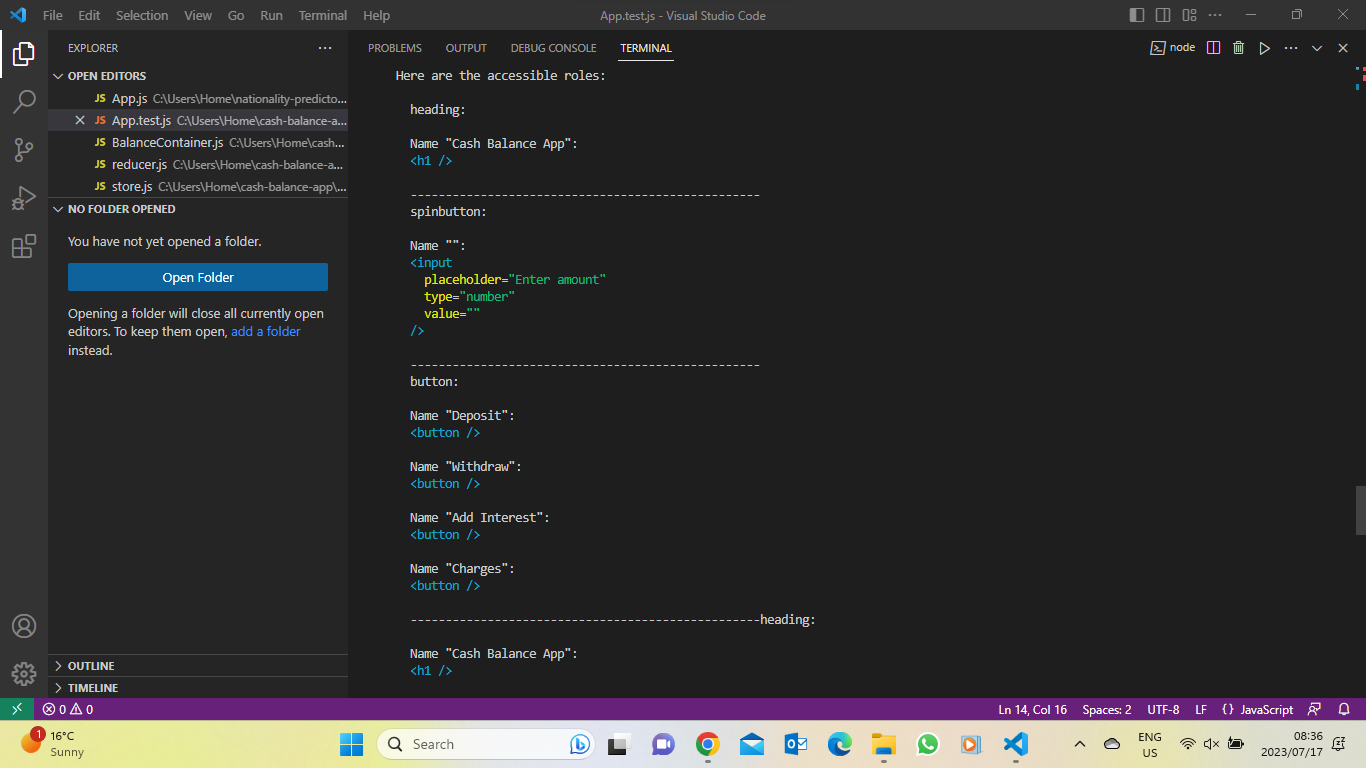 File Edit Selection View Go Run Terminal Help
App.test.js - Visual Studio Code
EXPLORER
OPEN EDITORS
JS App.js C:\Users\Home\nationality-predicto...
JS App.test.js C:\Users\Home\cash-balance-a...
JS BalanceContainer.js C:\Users\Home\cash...
JS reducer.js C:\Users\Home\cash-balance-a...
JS store.js C:\Users\Home\cash-balance-app\...
NO FOLDER OPENED
You have not yet opened a folder.
Open Folder
Opening a folder will close all currently open
editors. To keep them open, add a folder
instead.
OUTLINE
TIMELINE
PROBLEMS OUTPUT DEBUG CONSOLE TERMINAL
node
Here are the accessible roles:
heading:
Name "Cash Balance App":
<h1 />
--------------------------------------------------
spinbutton:
Name "":
<input
placeholder="Enter amount"
type="number"
value=""
/>
--------------------------------------------------
button:
Name "Deposit":
<button />
Name "Withdraw":
<button />
Name "Add Interest":
<button />
Name "Charges":
<button />
--------------------------------------------------heading:
Name "Cash Balance App":
<h1 />
0 0
Ln 14, Col 16 Spaces: 2 UTF-8 LF {} JavaScript
1
16°C
Sunny
Search
ENG
US
08:36
2023/07/17